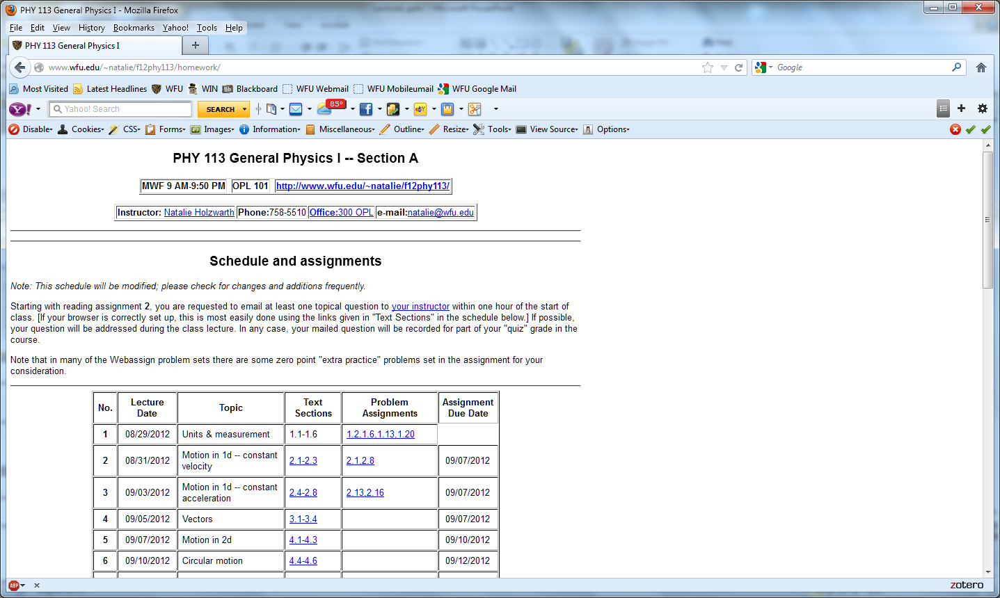 PHY 113 General Physics I - Mozilla Firefox
File Edit View History Bookmarks Yahoo! Tools Help
PHY 113 General Physics I
www.wfu.edu/~natalie/f12phy113/homework/
Google
Most Visited Latest Headlines WFU WIN Bb Blackboard WFU Webmail WFU Mobileumail WFU Google Mail
Y! Yahoo! Search SEARCH 85°
Disable Cookies CSS Forms Images Information Miscellaneous Outline Resize Tools View Source Options
PHY 113 General Physics I -- Section A
MWF 9 AM-9:50 PM OPL 101 http://www.wfu.edu/~natalie/f12phy113/
Instructor: Natalie Holzwarth Phone:758-5510 Office:300 OPL e-mail:natalie@wfu.edu
Schedule and assignments
Note: This schedule will be modified; please check for changes and additions frequently.
Starting with reading assignment 2, you are requested to email at least one topical question to your instructor within one hour of the start of
class. [If your browser is correctly set up, this is most easily done using the links given in "Text Sections" in the schedule below.] If possible,
your question will be addressed during the class lecture. In any case, your mailed question will be recorded for part of your "quiz" grade in the
course.
Note that in many of the Webassign problem sets there are some zero point "extra practice" problems set in the assignment for your
consideration.
No. Lecture Date Topic Text Sections Problem Assignments Assignment Due Date
1 08/29/2012 Units & measurement 1.1-1.6 1.2,1.6,1.13,1.20
2 08/31/2012 Motion in 1d -- constant velocity 2.1-2.3 2.1,2.8 09/07/2012
3 09/03/2012 Motion in 1d -- constant acceleration 2.4-2.8 2.13,2.16 09/07/2012
4 09/05/2012 Vectors 3.1-3.4 09/07/2012
5 09/07/2012 Motion in 2d 4.1-4.3 09/10/2012
6 09/10/2012 Circular motion 4.4-4.6 09/12/2012
ABP zotero